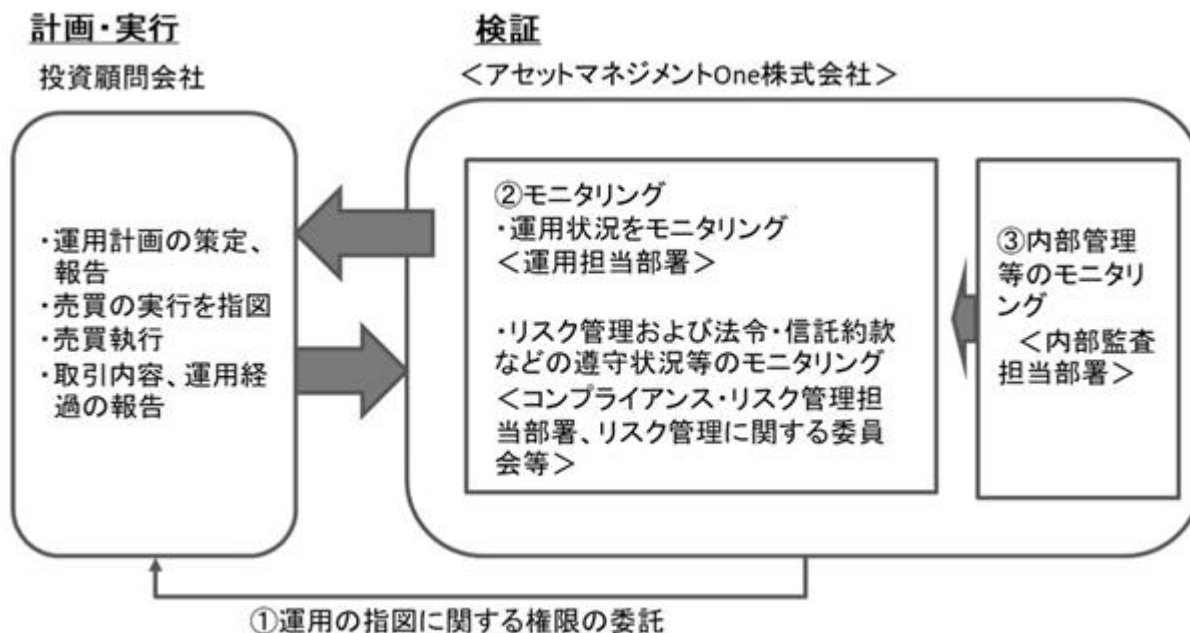 計画・実行
投資顧問会社
・運用計画の策定、
報告
・売買の実行を指図
・売買執行
・取引内容、運用経
過の報告
検証
＜アセットマネジメントOne株式会社＞
②モニタリング
・運用状況をモニタリング
＜運用担当部署＞
・リスク管理および法令・信託約款
などの遵守状況等のモニタリング
＜コンプライアンス・リスク管理担
当部署、リスク管理に関する委員
会等＞
③内部管理
等のモニタリ
ング
＜内部監査
担当部署＞
①運用の指図に関する権限の委託